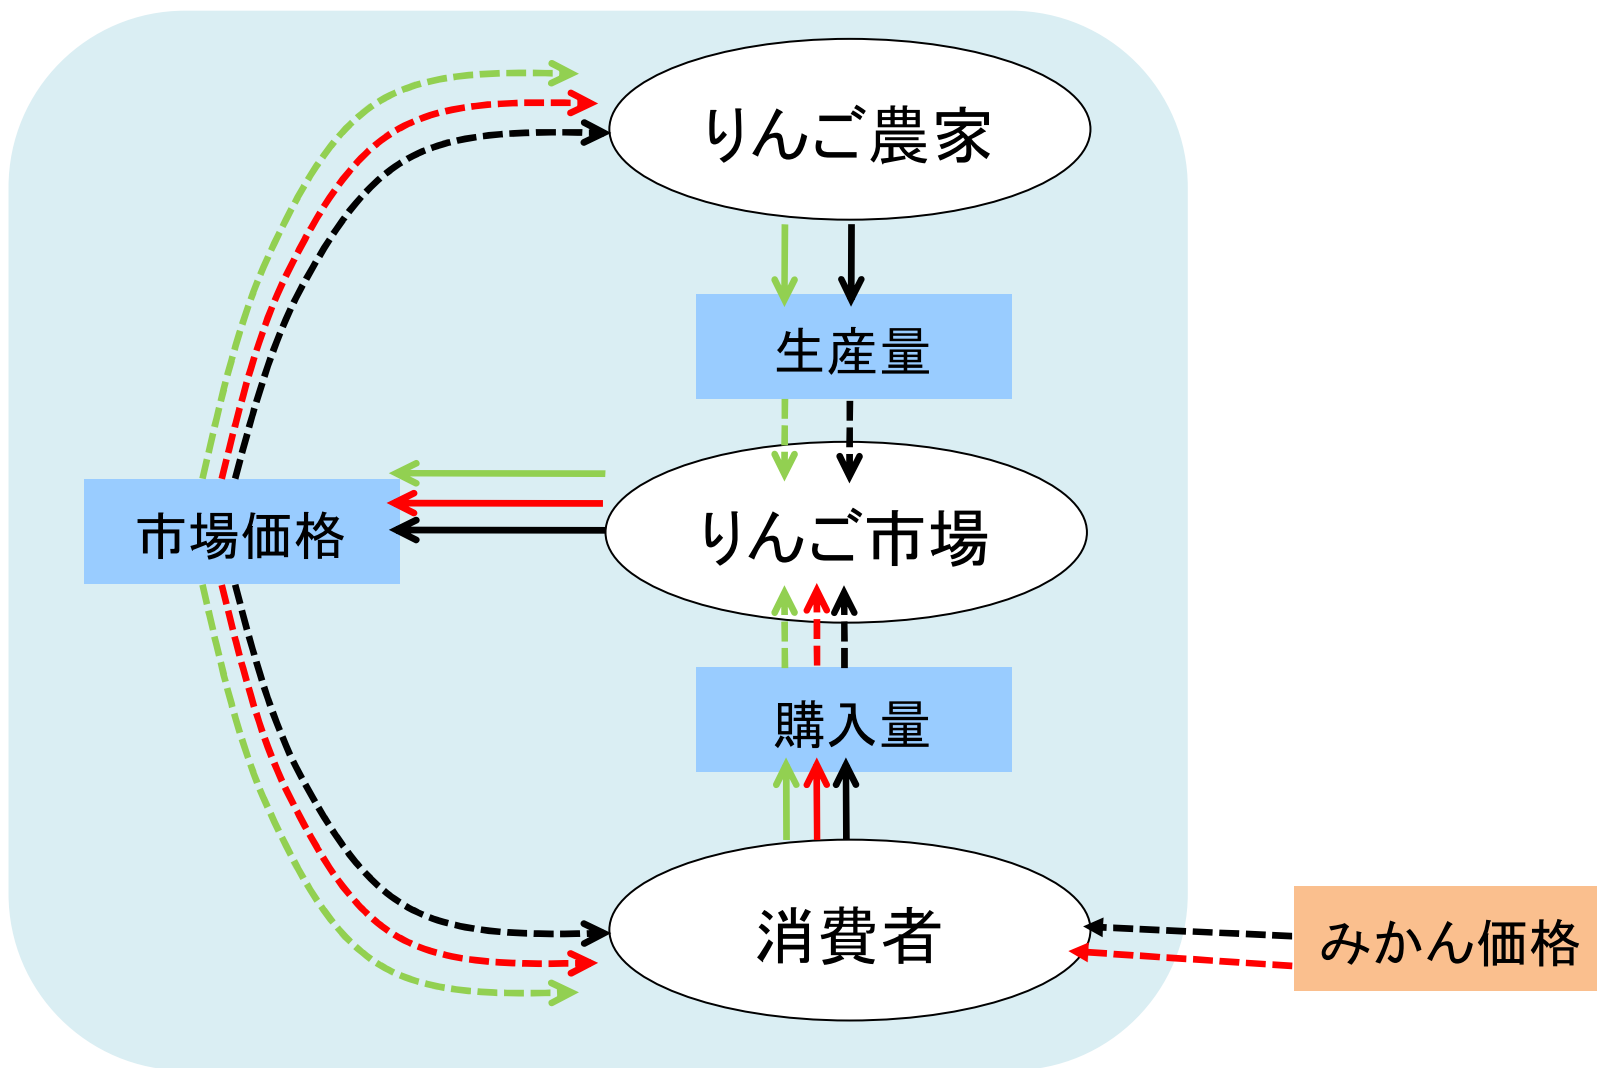 りんご農家
生産量
市場価格
りんご市場
購入量
消費者
みかん価格